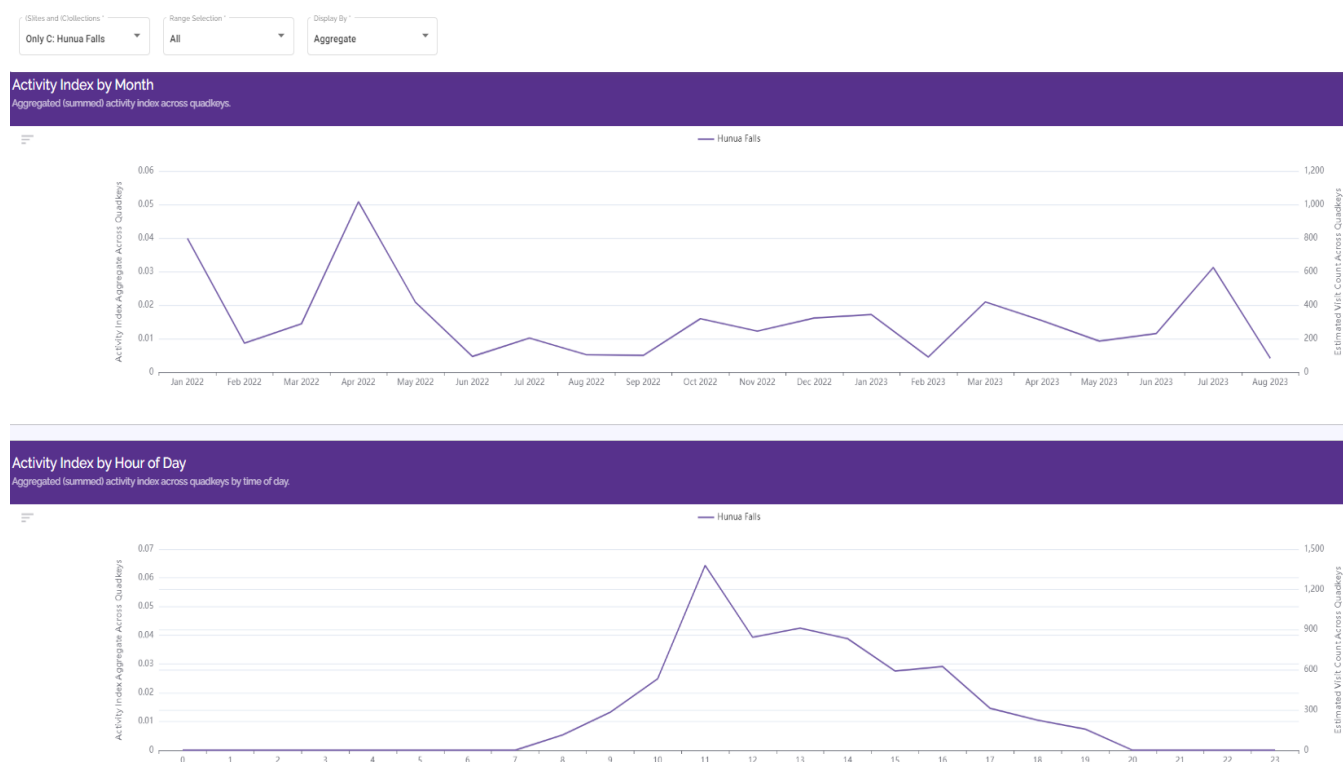 (S)ites and (C)ollections *
Range Selection *
Display By *
Only C: Hunua Falls
All
Aggregate
Activity Index by Month
Aggregated (summed) activity index across quadkeys.
Hunua Falls
Activity Index Aggregate Across Quadkeys
0.06
0.05
0.04
0.03
0.02
0.01
0
1,200
1,000
800
600
400
200
0
Estimated Visit Count Across Quadkeys
Jan 2022 Feb 2022 Mar 2022 Apr 2022 May 2022 Jun 2022 Jul 2022 Aug 2022 Sep 2022 Oct 2022 Nov 2022 Dec 2022 Jan 2023 Feb 2023 Mar 2023 Apr 2023 May 2023 Jun 2023 Jul 2023 Aug 2023
Activity Index by Hour of Day
Aggregated (summed) activity index across quadkeys by time of day.
Hunua Falls
Activity Index Aggregate Across Quadkeys
0.07
0.06
0.05
0.04
0.03
0.02
0.01
0
1,500
1,200
900
600
300
0
Estimated Visit Count Across Quadkeys
0 1 2 3 4 5 6 7 8 9 10 11 12 13 14 15 16 17 18 19 20 21 22 23